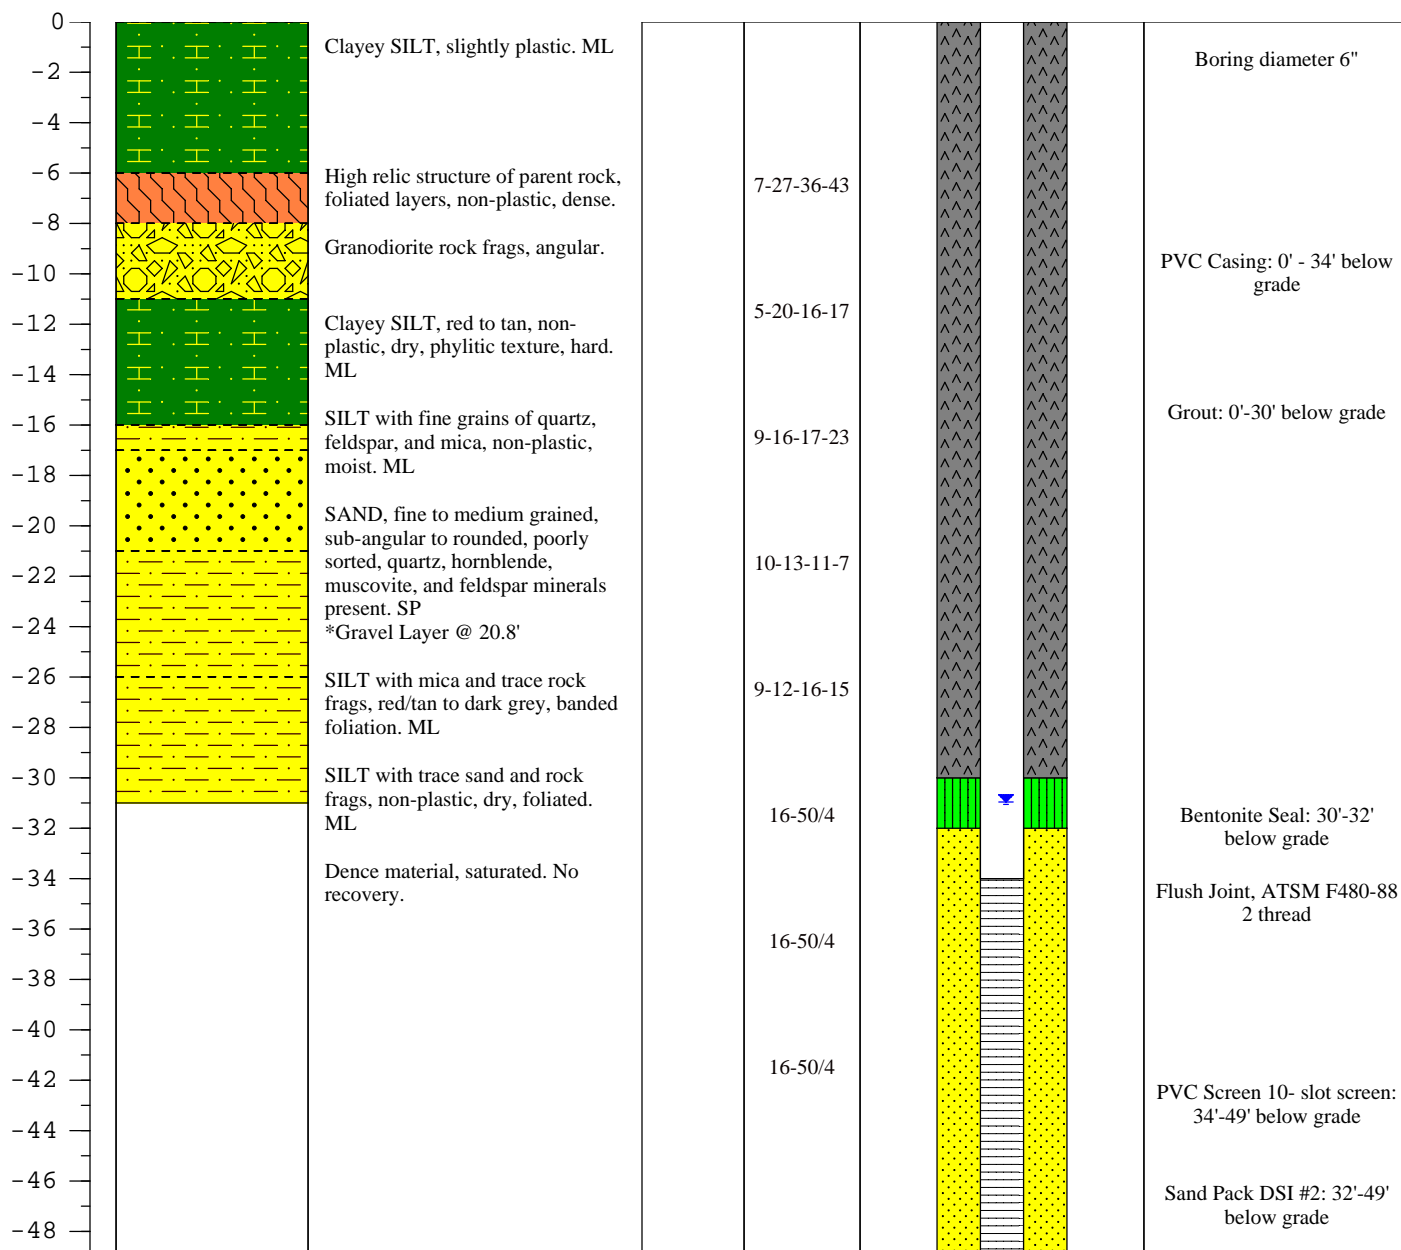 0
-2
-4
-6
-8
-10
-12
-14
-16
-18
-20
-22
-24
-26
-28
-30
-32
-34
-36
-38
-40
-42
-44
-46
-48
Clayey SILT, slightly plastic. ML
High relic structure of parent rock,
foliated layers, non-plastic, dense.
Granodiorite rock frags, angular.
Clayey SILT, red to tan, non-
plastic, dry, phylitic texture, hard.
ML
SILT with fine grains of quartz,
feldspar, and mica, non-plastic,
moist. ML
SAND, fine to medium grained,
sub-angular to rounded, poorly
sorted, quartz, hornblende,
muscovite, and feldspar minerals
present. SP
*Gravel Layer @ 20.8'
SILT with mica and trace rock
frags, red/tan to dark grey, banded
foliation. ML
SILT with trace sand and rock
frags, non-plastic, dry, foliated.
ML
Dence material, saturated. No
recovery.
7-27-36-43
5-20-16-17
9-16-17-23
10-13-11-7
9-12-16-15
16-50/4
16-50/4
16-50/4
Boring diameter 6"
PVC Casing: 0' - 34' below
grade
Grout: 0'-30' below grade
Bentonite Seal: 30'-32'
below grade
Flush Joint, ATSM F480-88
2 thread
PVC Screen 10- slot screen:
34'-49' below grade
Sand Pack DSI #2: 32'-49'
below grade